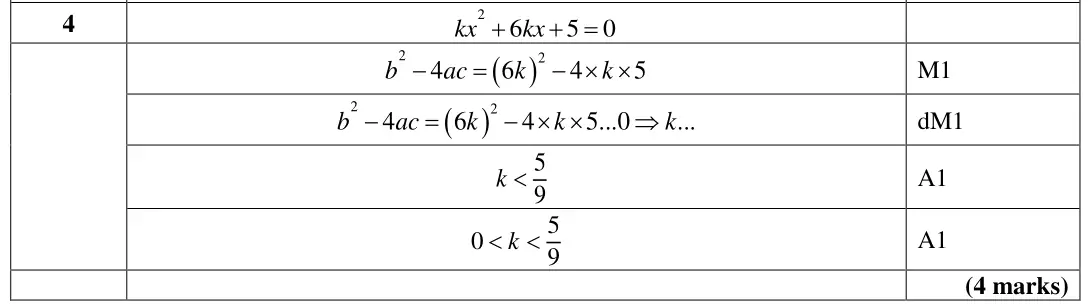 4 kx² + 6kx + 5 = 0
b² − 4ac = (6k)² − 4 × k × 5 M1
b² − 4ac = (6k)² − 4 × k × 5...0 ⇒ k... dM1
k < 5/9 A1
0 < k < 5/9 A1
(4 marks)